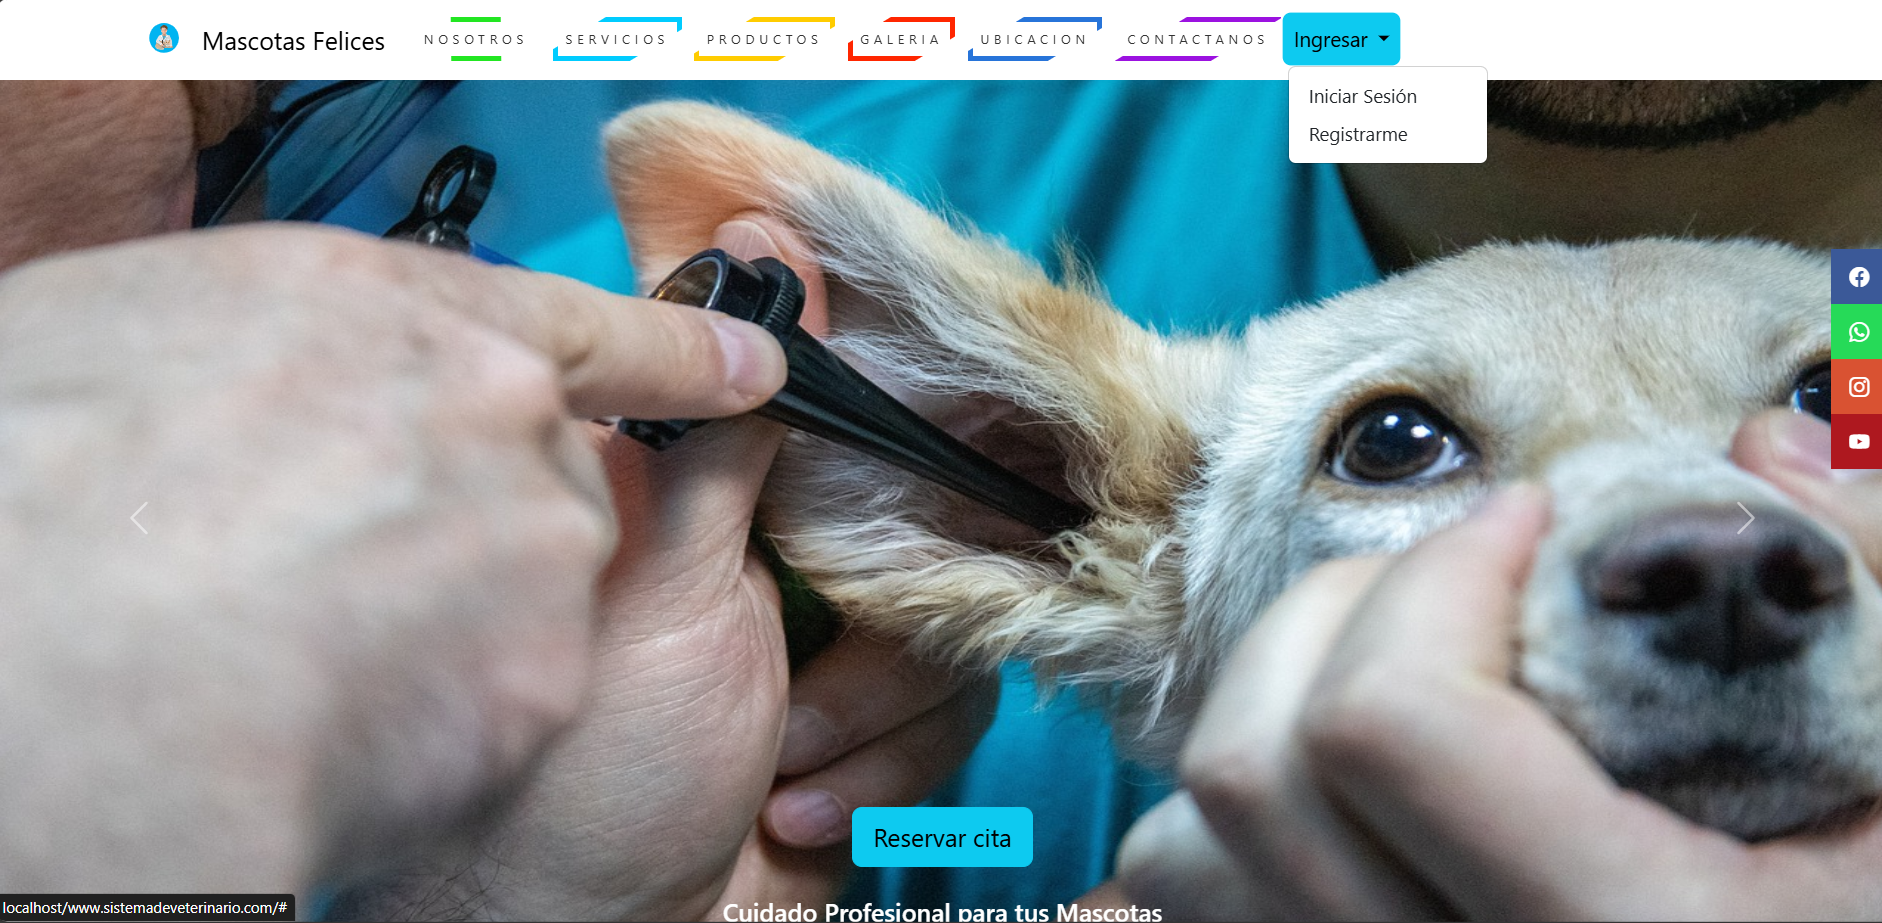 Mascotas Felices
NOSOTROS
SERVICIOS
PRODUCTOS
GALERIA
UBICACION
CONTACTANOS
Ingresar
Iniciar Sesión
Registrarme
Reservar cita
Cuidado Profesional para tus Mascotas
localhost/www.sistemadeveterinario.com/#